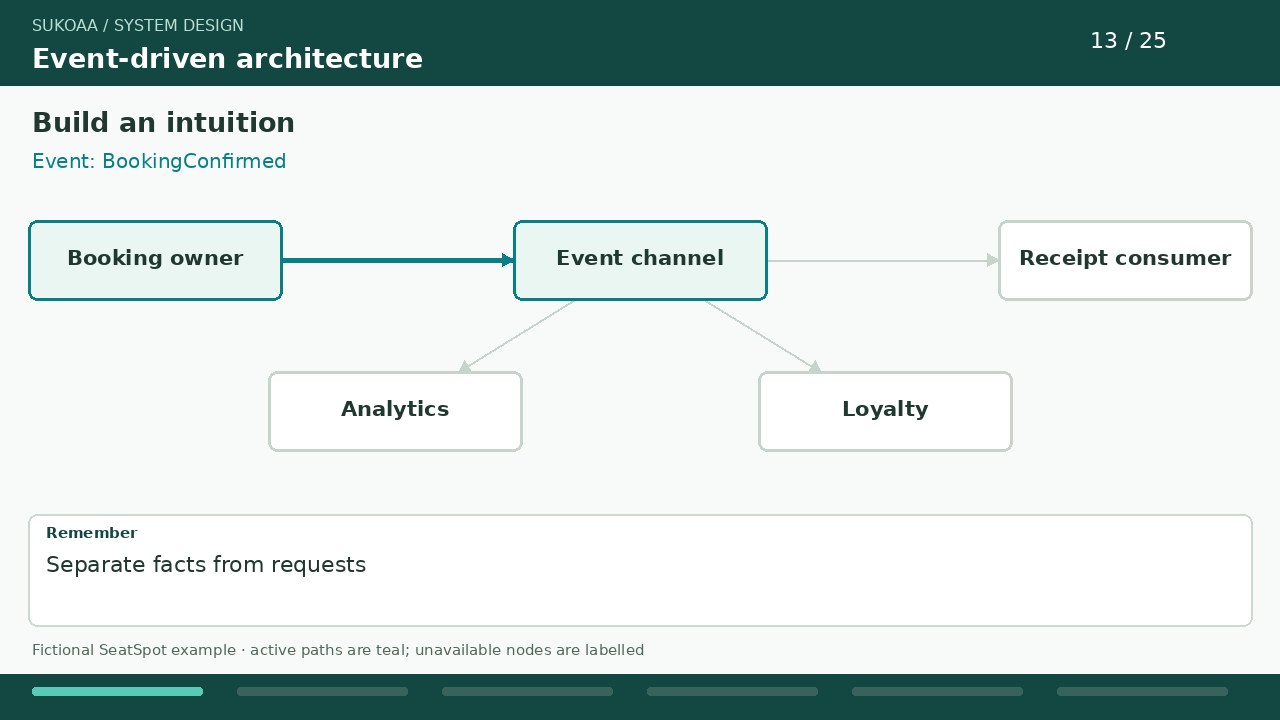 SUKOAA / SYSTEM DESIGN
Event-driven architecture
13 / 25
Build an intuition
Event: BookingConfirmed
Booking owner
Event channel
Receipt consumer
Analytics
Loyalty
Remember
Separate facts from requests
Fictional SeatSpot example · active paths are teal; unavailable nodes are labelled